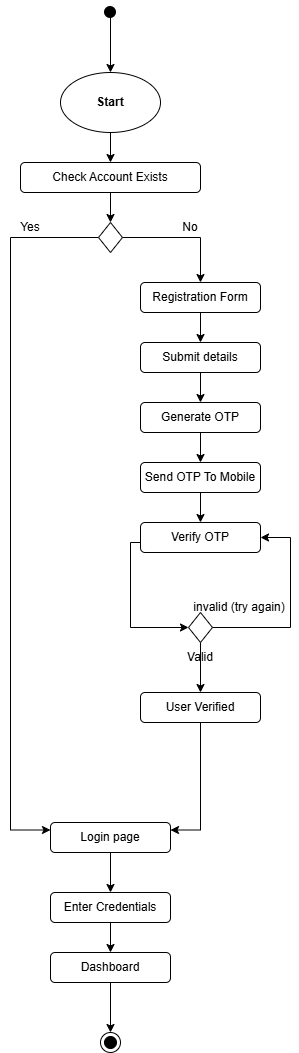 Start
Check Account Exists
Yes
No
Registration Form
Submit details
Generate OTP
Send OTP To Mobile
Verify OTP
invalid (try again)
Valid
User Verified
Login page
Enter Credentials
Dashboard